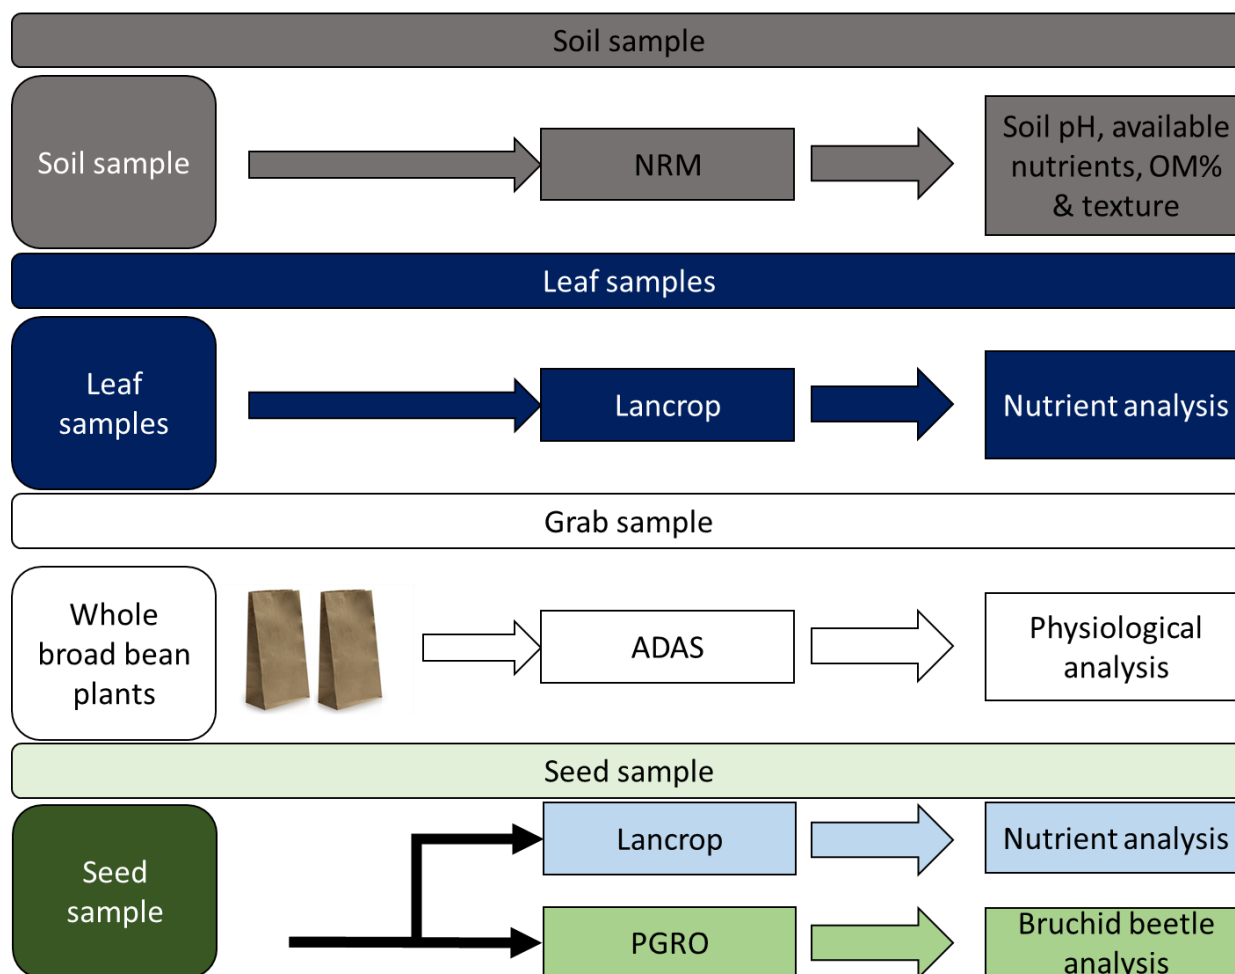 Soil sample
Soil sample
NRM
Soil pH, available
nutrients, OM%
& texture
Leaf samples
Leaf
samples
Lancrop
Nutrient analysis
Grab sample
Whole
broad bean
plants
ADAS
Physiological
analysis
Seed sample
Seed
sample
Lancrop
Nutrient analysis
PGRO
Bruchid beetle
analysis